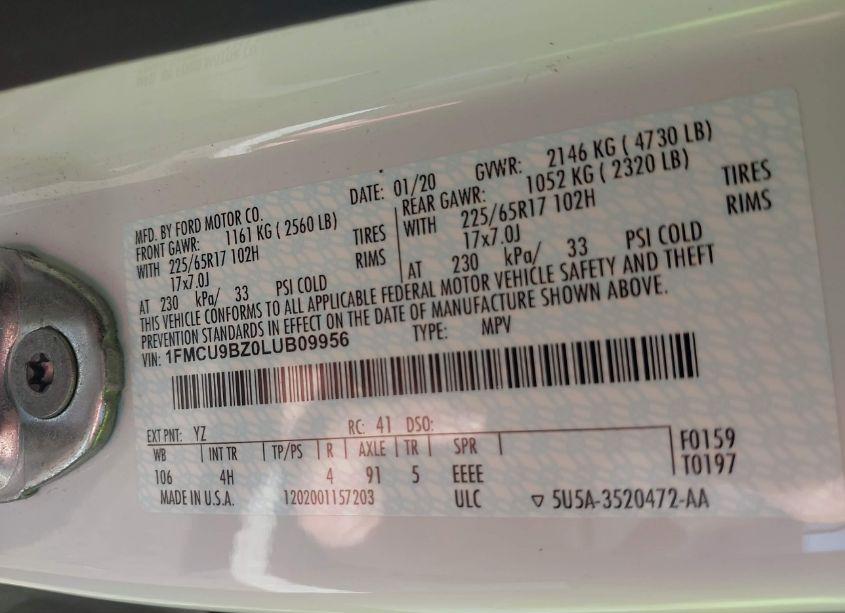 MFD. BY FORD MOTOR CO. DATE: 01/20 GVWR: 2146 KG ( 4730 LB)
FRONT GAWR: 1161 KG ( 2560 LB) REAR GAWR: 1052 KG ( 2320 LB)
WITH 225/65R17 102H TIRES WITH 225/65R17 102H TIRES
17x7.0J RIMS 17x7.0J RIMS
AT 230 kPa/ 33 PSI COLD AT 230 kPa/ 33 PSI COLD
THIS VEHICLE CONFORMS TO ALL APPLICABLE FEDERAL MOTOR VEHICLE SAFETY AND THEFT
PREVENTION STANDARDS IN EFFECT ON THE DATE OF MANUFACTURE SHOWN ABOVE.
VIN: 1FMCU9BZ0LUB09956 TYPE: MPV
EXT PNT: YZ RC: 41 DSO:
WB INT TR TP/PS R AXLE TR SPR F0159
106 4H 4 91 5 EEEE T0197
MADE IN U.S.A. 1202001157203 ULC ▽ 5U5A-3520472-AA